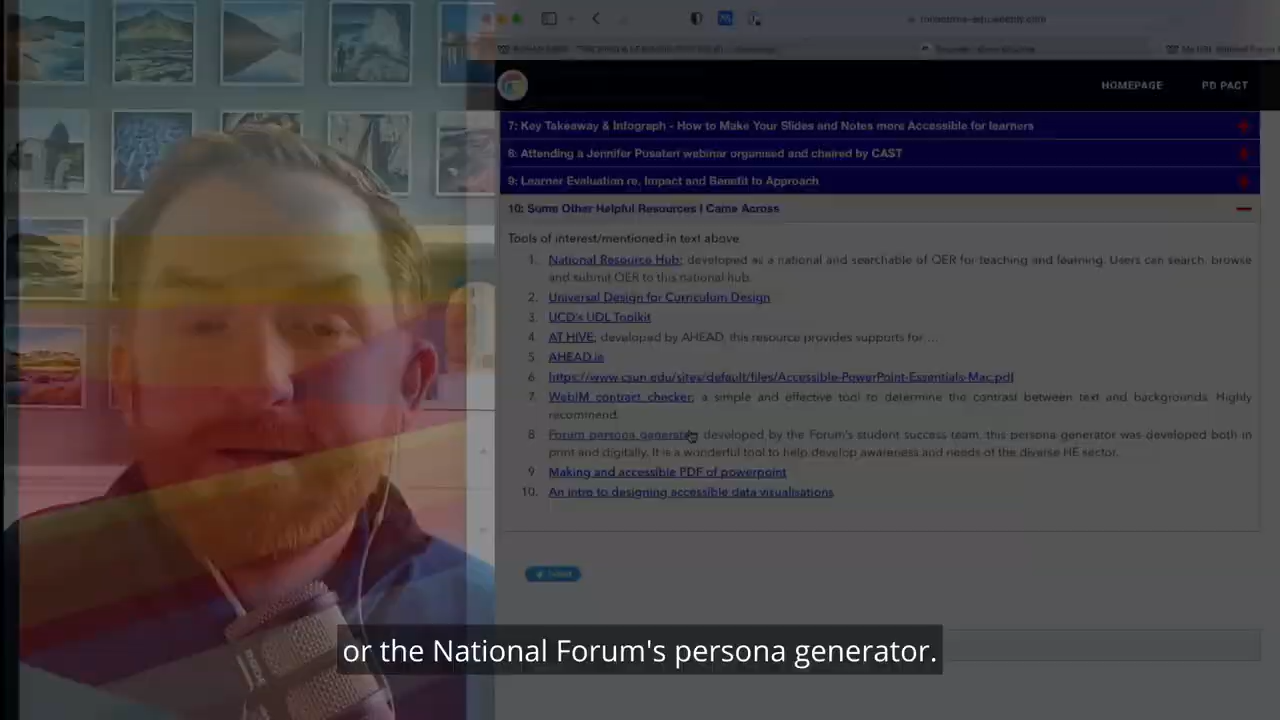 HOMEPAGE PD PACT
7: Key Takeaway & Infograph - How to Make Your Slides and Notes more Accessible for learners
8: Attending a Jennifer Pusateri webinar organised and chaired by CAST
9: Learner Evaluation re. Impact and Benefit to Approach
10: Some Other Helpful Resources I Came Across
Tools of interest/mentioned in text above
1. National Resource Hub; developed as a national and searchable of OER for teaching and learning. Users can search, browse
and submit OER to this national hub.
2. Universal Design for Curriculum Design
3. UCD's UDL Toolkit
4. AT HIVE; developed by AHEAD, this resource provides supports for ...
5. AHEAD.ie
6. https://www.csun.edu/sites/default/files/Accessible-PowerPoint-Essentials-Mac.pdf
7. WebIM contract checker; a simple and effective tool to determine the contrast between text and backgrounds. Highly
recommend.
8. Forum persona generator developed by the Forum's student success team, this persona generator was developed both in
print and digitally. It is a wonderful tool to help develop awareness and needs of the diverse HE sector.
9. Making and accessible PDF of powerpoint
10. An intro to designing accessible data visualisations
or the National Forum's persona generator.